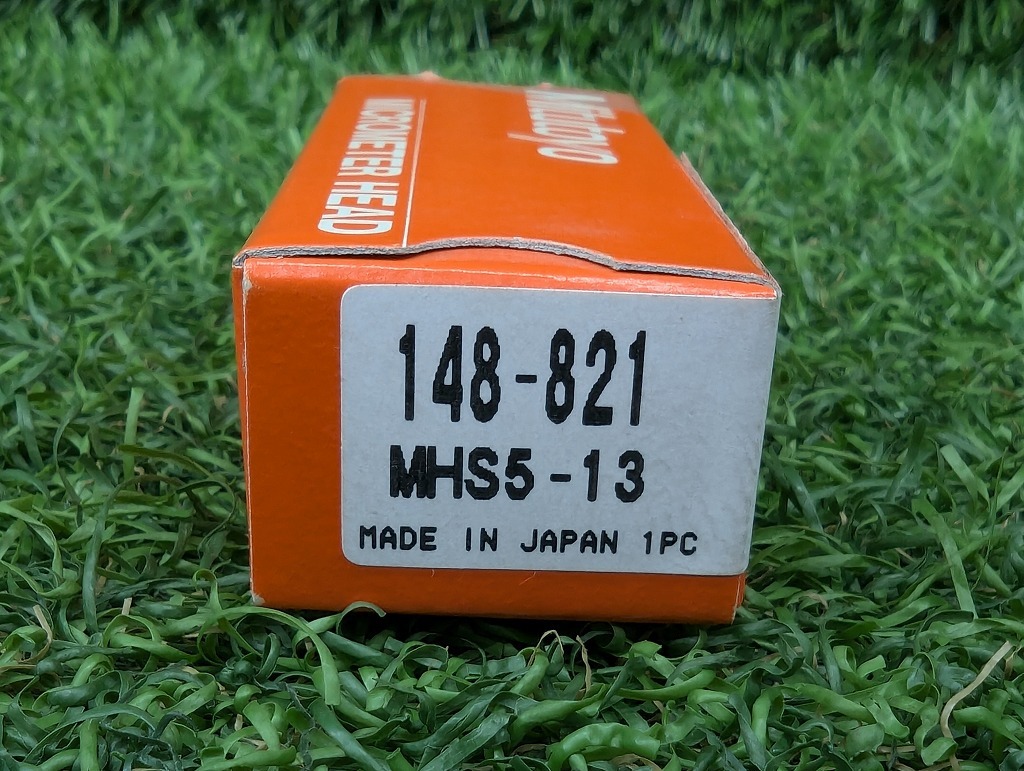 Mitutoyo
MICROMETER HEAD
148-821
MHS5-13
MADE IN JAPAN 1PC